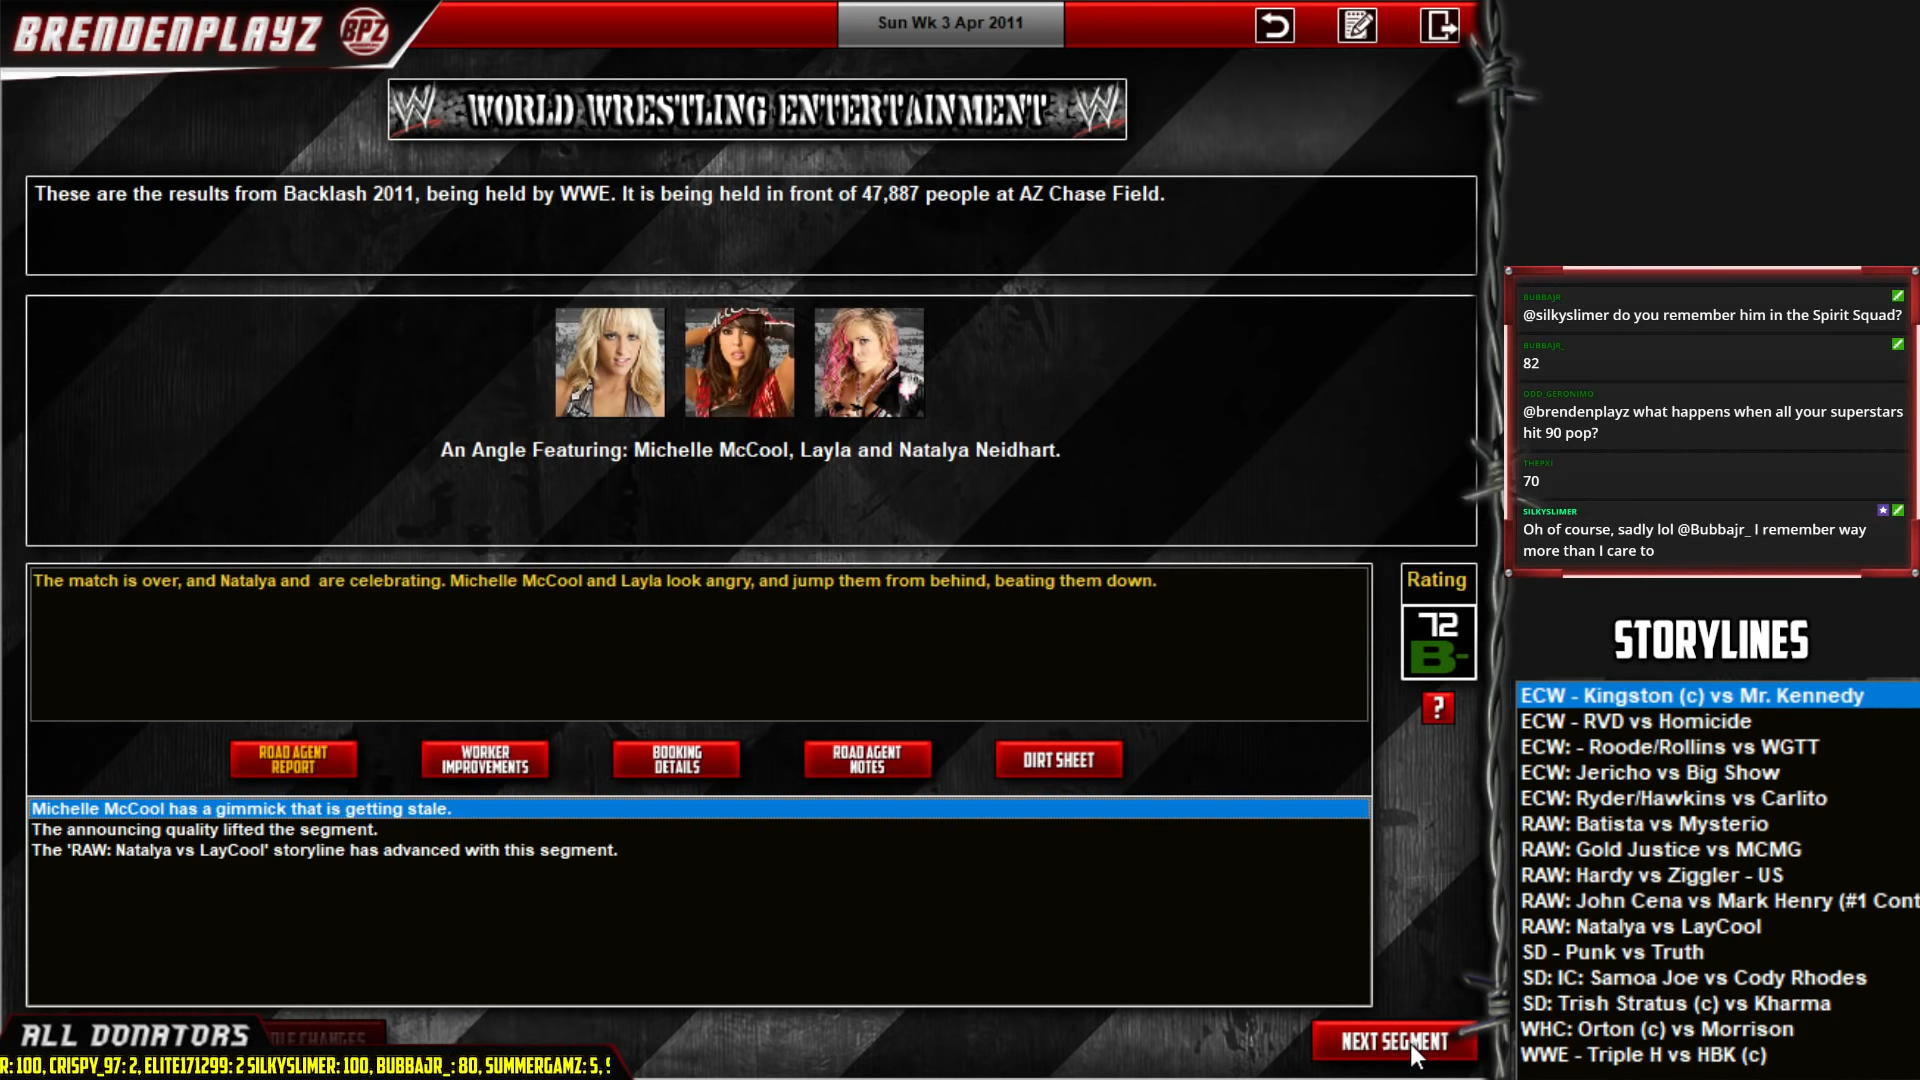 BRENDENPLAYZ
BPZ
Sun Wk 3 Apr 2011
WORLD WRESTLING ENTERTAINMENT
These are the results from Backlash 2011, being held by WWE. It is being held in front of 47,887 people at AZ Chase Field.
An Angle Featuring: Michelle McCool, Layla and Natalya Neidhart.
The match is over, and Natalya and  are celebrating. Michelle McCool and Layla look angry, and jump them from behind, beating them down.
Rating
72
B-
?
ROAD AGENT
REPORT
WORKER
IMPROVEMENTS
BOOKING
DETAILS
ROAD AGENT
NOTES
DIRT SHEET
Michelle McCool has a gimmick that is getting stale.
The announcing quality lifted the segment.
The 'RAW: Natalya vs LayCool' storyline has advanced with this segment.
NEXT SEGMENT
ALL DONATORS
R: 100, CRISPY_97: 2, ELITE171299: 2 SILKYSLIMER: 100, BUBBAJR_: 80, SUMMERGAMZ: 5,
BUBBAJR_
@silkyslimer do you remember him in the Spirit Squad?
BUBBAJR_
82
ODD_GERONIMO
@brendenplayz what happens when all your superstars
hit 90 pop?
THEPXI
70
SILKYSLIMER
Oh of course, sadly lol @Bubbajr_ I remember way
more than I care to
STORYLINES
ECW - Kingston (c) vs Mr. Kennedy
ECW - RVD vs Homicide
ECW: - Roode/Rollins vs WGTT
ECW: Jericho vs Big Show
ECW: Ryder/Hawkins vs Carlito
RAW: Batista vs Mysterio
RAW: Gold Justice vs MCMG
RAW: Hardy vs Ziggler - US
RAW: John Cena vs Mark Henry (#1 Cont
RAW: Natalya vs LayCool
SD - Punk vs Truth
SD: IC: Samoa Joe vs Cody Rhodes
SD: Trish Stratus (c) vs Kharma
WHC: Orton (c) vs Morrison
WWE - Triple H vs HBK (c)